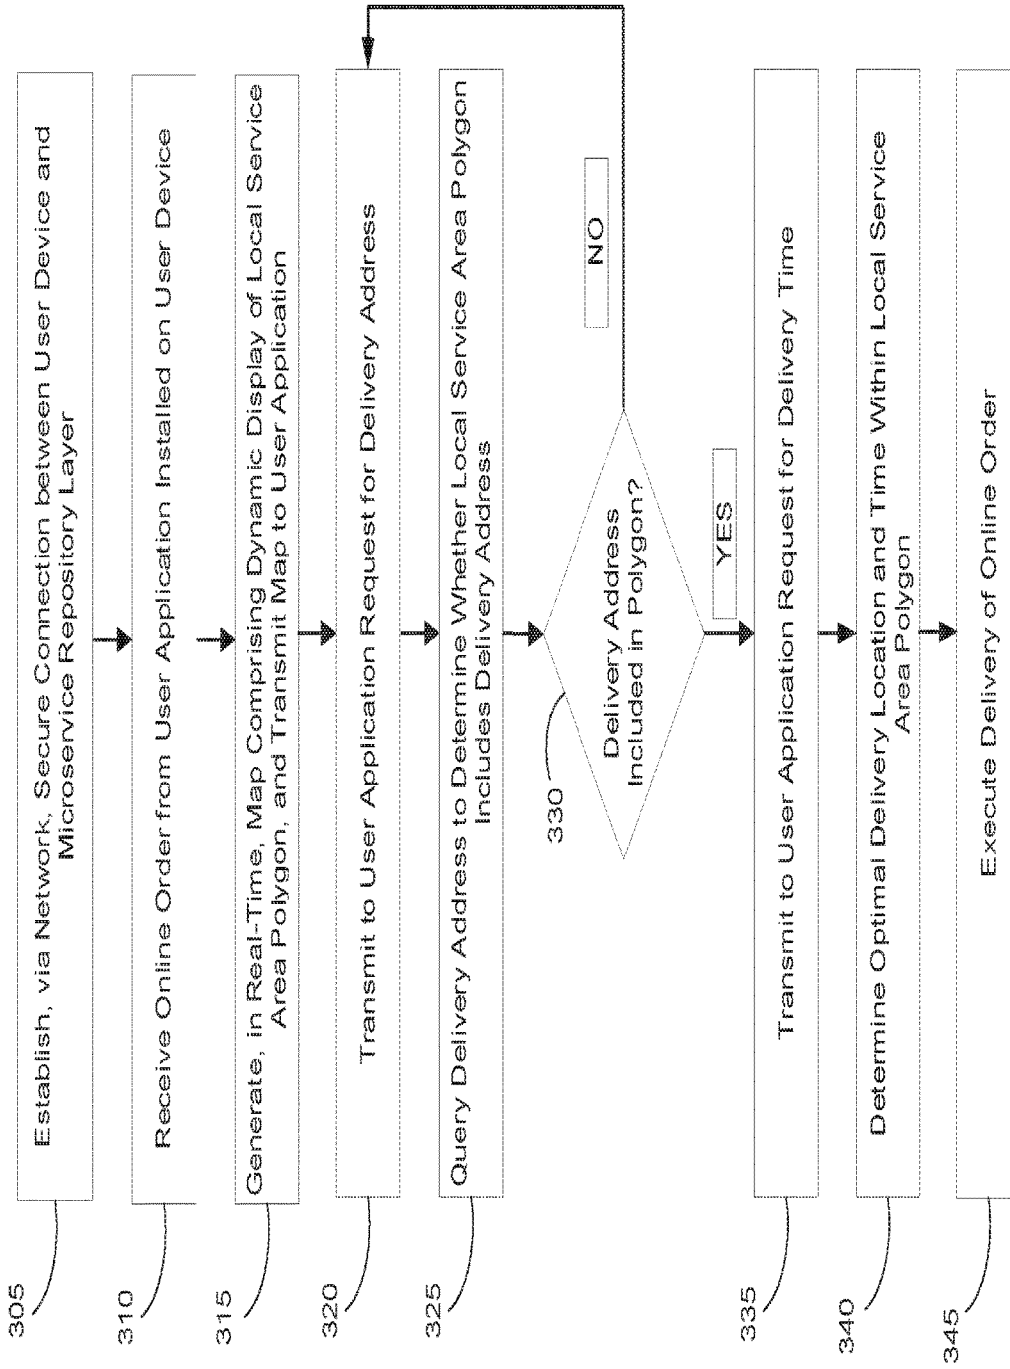 305
Establish, via Network, Secure Connection between User Device and
Microservice Repository Layer
310
Receive Online Order from User Application Installed on User Device
315
Generate, in Real-Time, Map Comprising Dynamic Display of Local Service
Area Polygon, and Transmit Map to User Application
320
Transmit to User Application Request for Delivery Address
325
Query Delivery Address to Determine Whether Local Service Area Polygon
Includes Delivery Address
330
Delivery Address
Included in Polygon?
NO
YES
335
Transmit to User Application Request for Delivery Time
340
Determine Optimal Delivery Location and Time Within Local Service
Area Polygon
345
Execute Delivery of Online Order